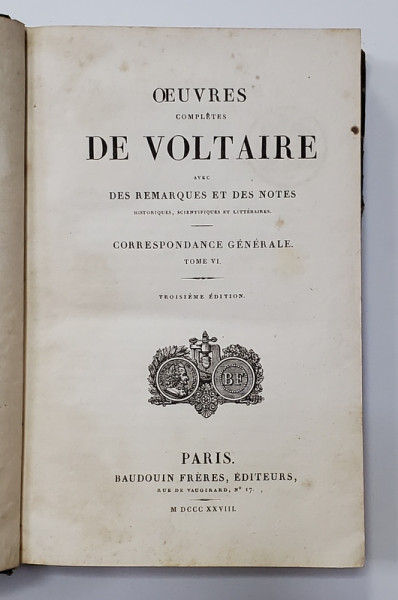 ŒUVRES
COMPLÈTES
DE VOLTAIRE
AVEC
DES REMARQUES ET DES NOTES
HISTORIQUES, SCIENTIFIQUES ET LITTÉRAIRES.
CORRESPONDANCE GÉNÉRALE.
TOME VI.
TROISIÈME ÉDITION.
BF
PARIS.
BAUDOUIN FRÈRES, ÉDITEURS,
RUE DE VAUGIRARD, Nº 17.
M DCCC XXVIII.